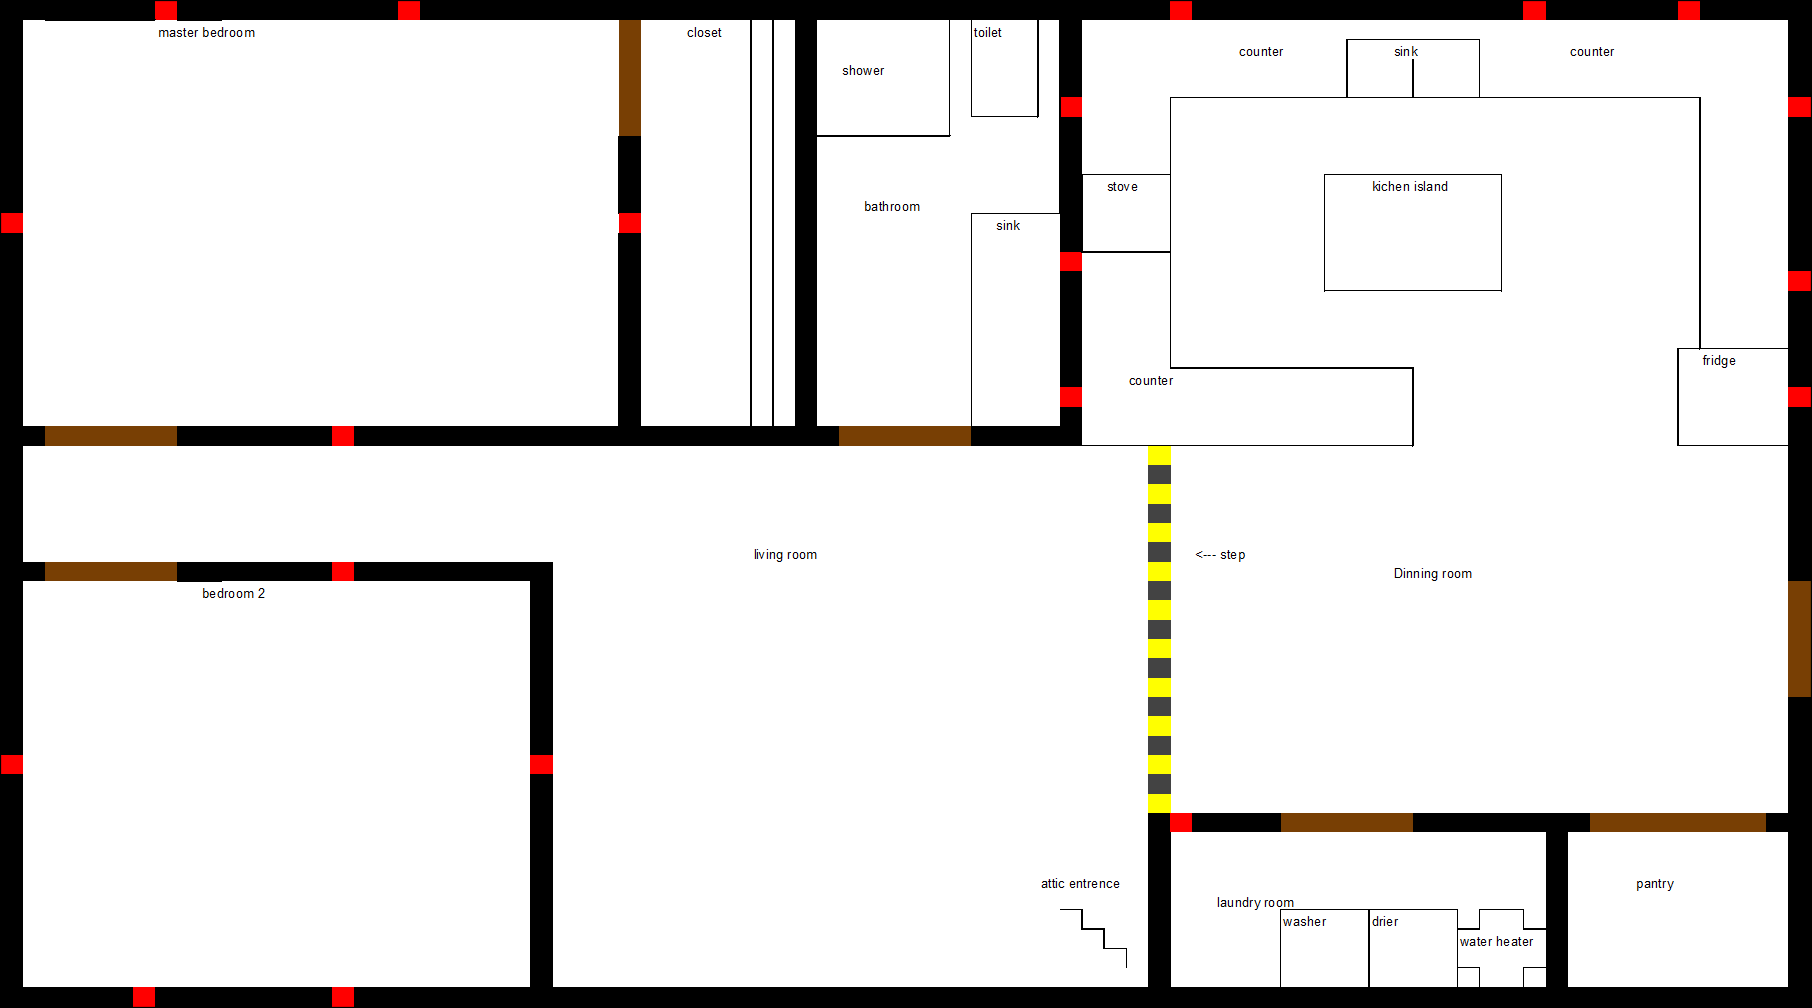 master bedroom
closet
toilet
shower
counter
sink
counter
stove
kichen island
bathroom
sink
fridge
counter
living room
<--- step
Dinning room
bedroom 2
attic entrence
pantry
laundry room
washer
drier
water heater